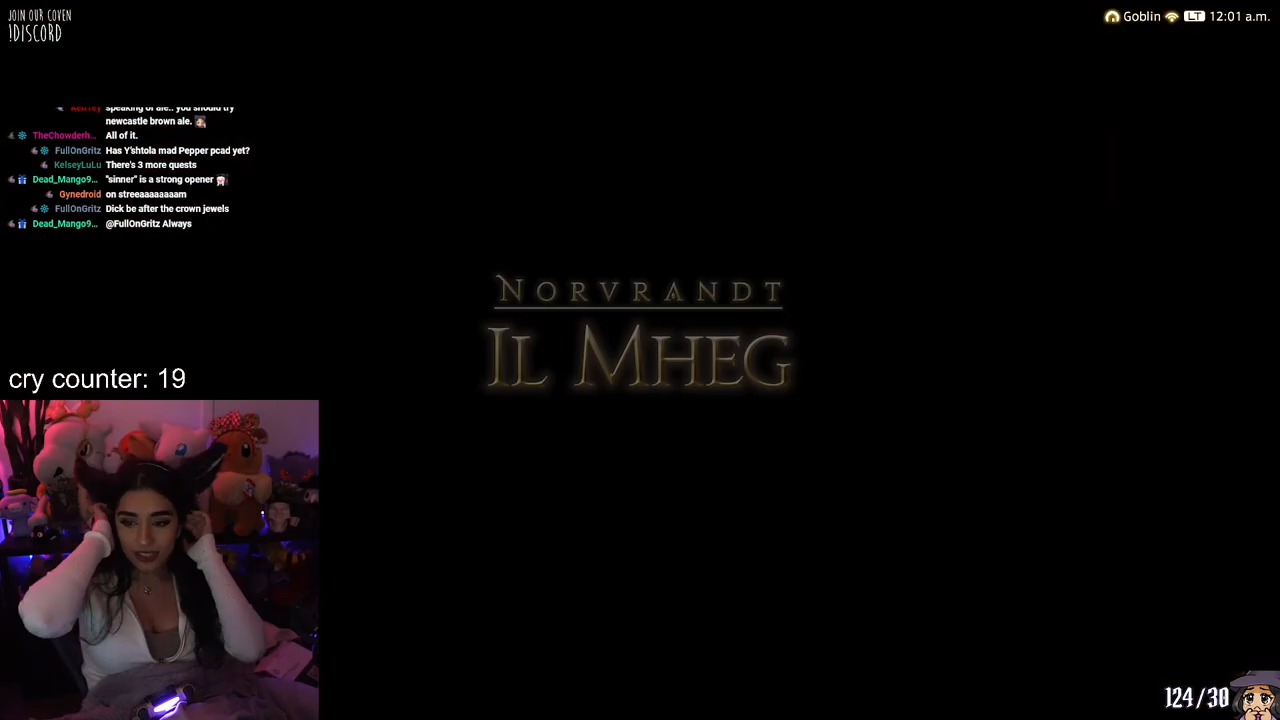 JOIN OUR COVEN
!DISCORD
Goblin LT 12:01 a.m.
speaking of ale.. you should try
newcastle brown ale.
TheChowderh... All of it.
FullOnGritz Has Y'shtola mad Pepper pcad yet?
KelseyLuLu There's 3 more quests
Dead_Mango9... "sinner" is a strong opener
Gynedroid on streeaaaaaaam
FullOnGritz Dick be after the crown jewels
Dead_Mango9... @FullOnGritz Always
NORVRANDT
IL MHEG
cry counter: 19
124/30